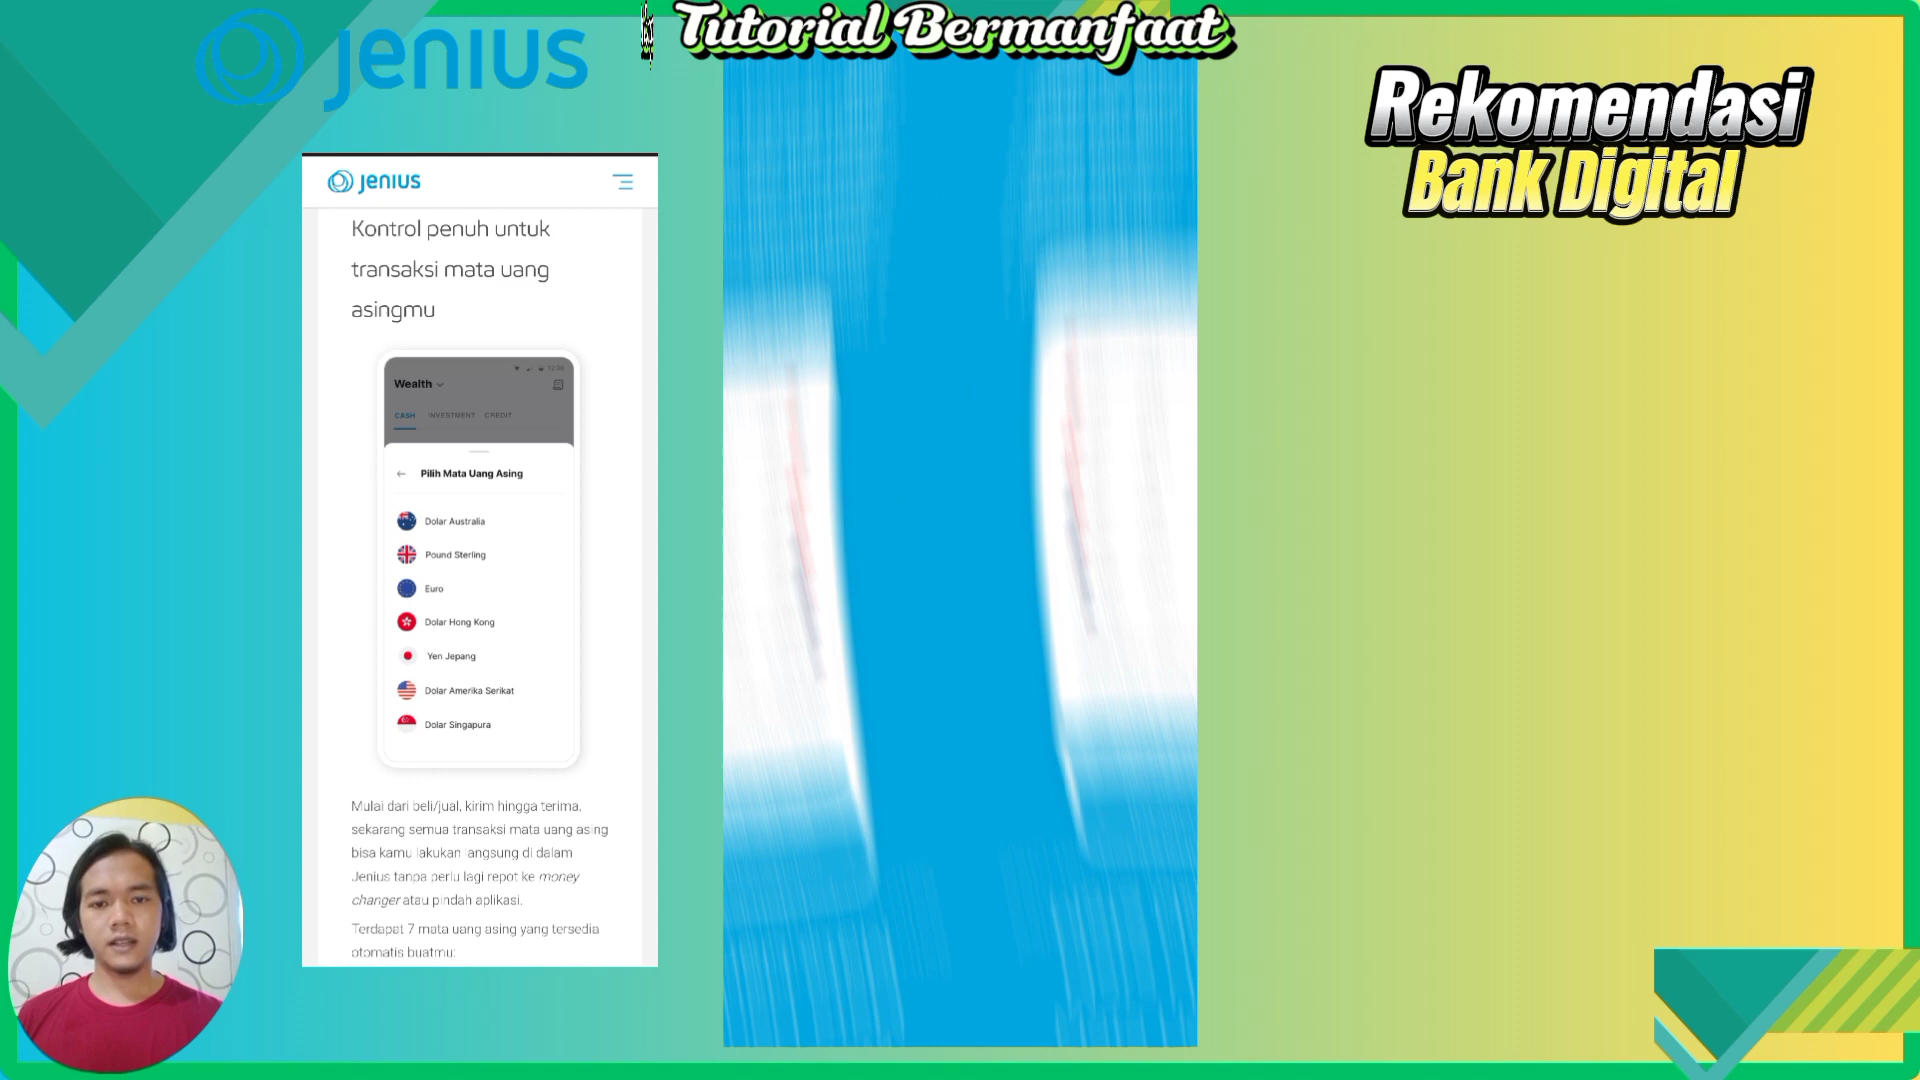 Tutorial Bermanfaat
jenius
Rekomendasi
Bank Digital
jenius
Kontrol penuh untuk
transaksi mata uang
asingmu
12:30
Wealth
CASH INVESTMENT CREDIT
Pilih Mata Uang Asing
Dolar Australia
Pound Sterling
Euro
Dolar Hong Kong
Yen Jepang
Dolar Amerika Serikat
Dolar Singapura
Mulai dari beli/jual, kirim hingga terima,
sekarang semua transaksi mata uang asing
bisa kamu lakukan langsung di dalam
Jenius tanpa perlu lagi repot ke money
changer atau pindah aplikasi.
Terdapat 7 mata uang asing yang tersedia
otomatis buatmu: